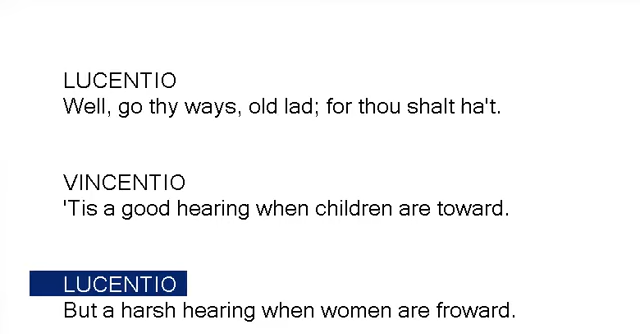 LUCENTIO
Well, go thy ways, old lad; for thou shalt ha't.
VINCENTIO
'Tis a good hearing when children are toward.
LUCENTIO
But a harsh hearing when women are froward.